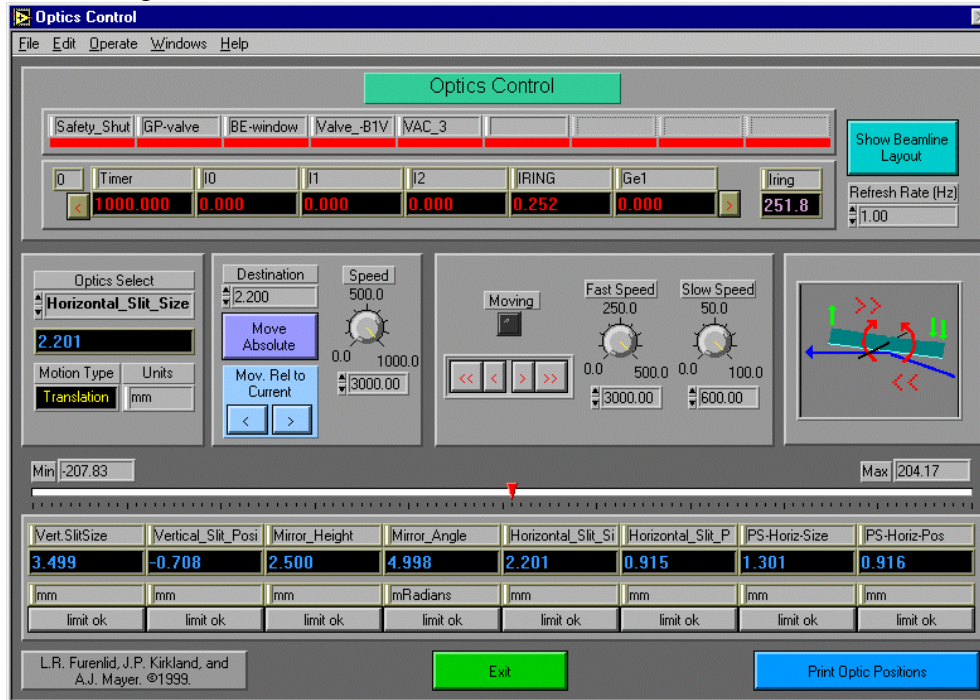 Optics Control
File Edit Operate Windows Help
Optics Control
Safety_Shut GP-valve BE-window Valve_-B1V VAC_3
Show Beamline
Layout
0 Timer I0 I1 I2 IRING Ge1 Iring
< 1000.000 0.000 0.000 0.000 0.252 0.000 > 251.8
Refresh Rate (Hz)
1.00
Optics Select
Horizontal_Slit_Size
2.201
Motion Type Units
Translation mm
Destination
2.200
Move
Absolute
Mov. Rel to
Current
< >
Speed
500.0
0.0 1000.0
3000.00
Moving
<< < > >>
Fast Speed
250.0
0.0 500.0
3000.00
Slow Speed
50.0
0.0 100.0
600.00
>>
<<
Min -207.83
Max 204.17
Vert.SlitSize Vertical_Slit_Posi Mirror_Height Mirror_Angle Horizontal_Slit_Si Horizontal_Slit_P PS-Horiz-Size PS-Horiz-Pos
3.499 -0.708 2.500 4.998 2.201 0.915 1.301 0.916
mm mm mm mRadians mm mm mm mm
limit ok limit ok limit ok limit ok limit ok limit ok limit ok limit ok
L.R. Furenlid, J.P. Kirkland, and
A.J. Mayer. ©1999.
Exit
Print Optic Positions